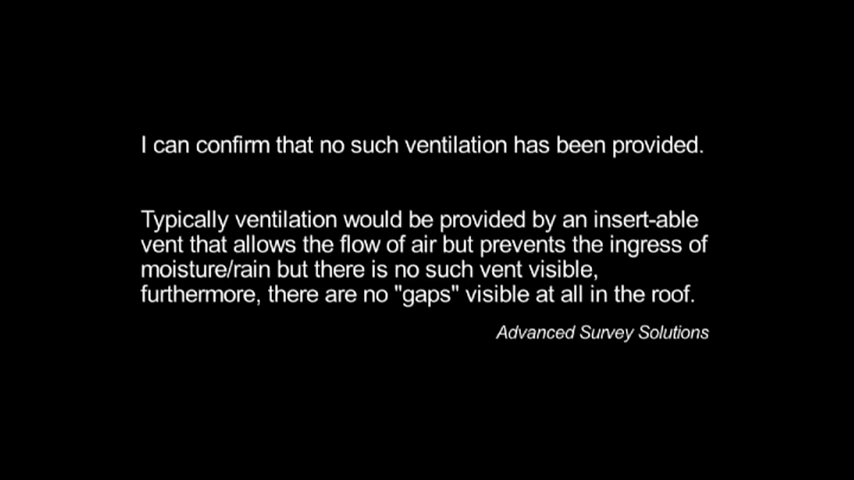 I can confirm that no such ventilation has been provided.
Typically ventilation would be provided by an insert-able
vent that allows the flow of air but prevents the ingress of
moisture/rain but there is no such vent visible,
furthermore, there are no "gaps" visible at all in the roof.
Advanced Survey Solutions